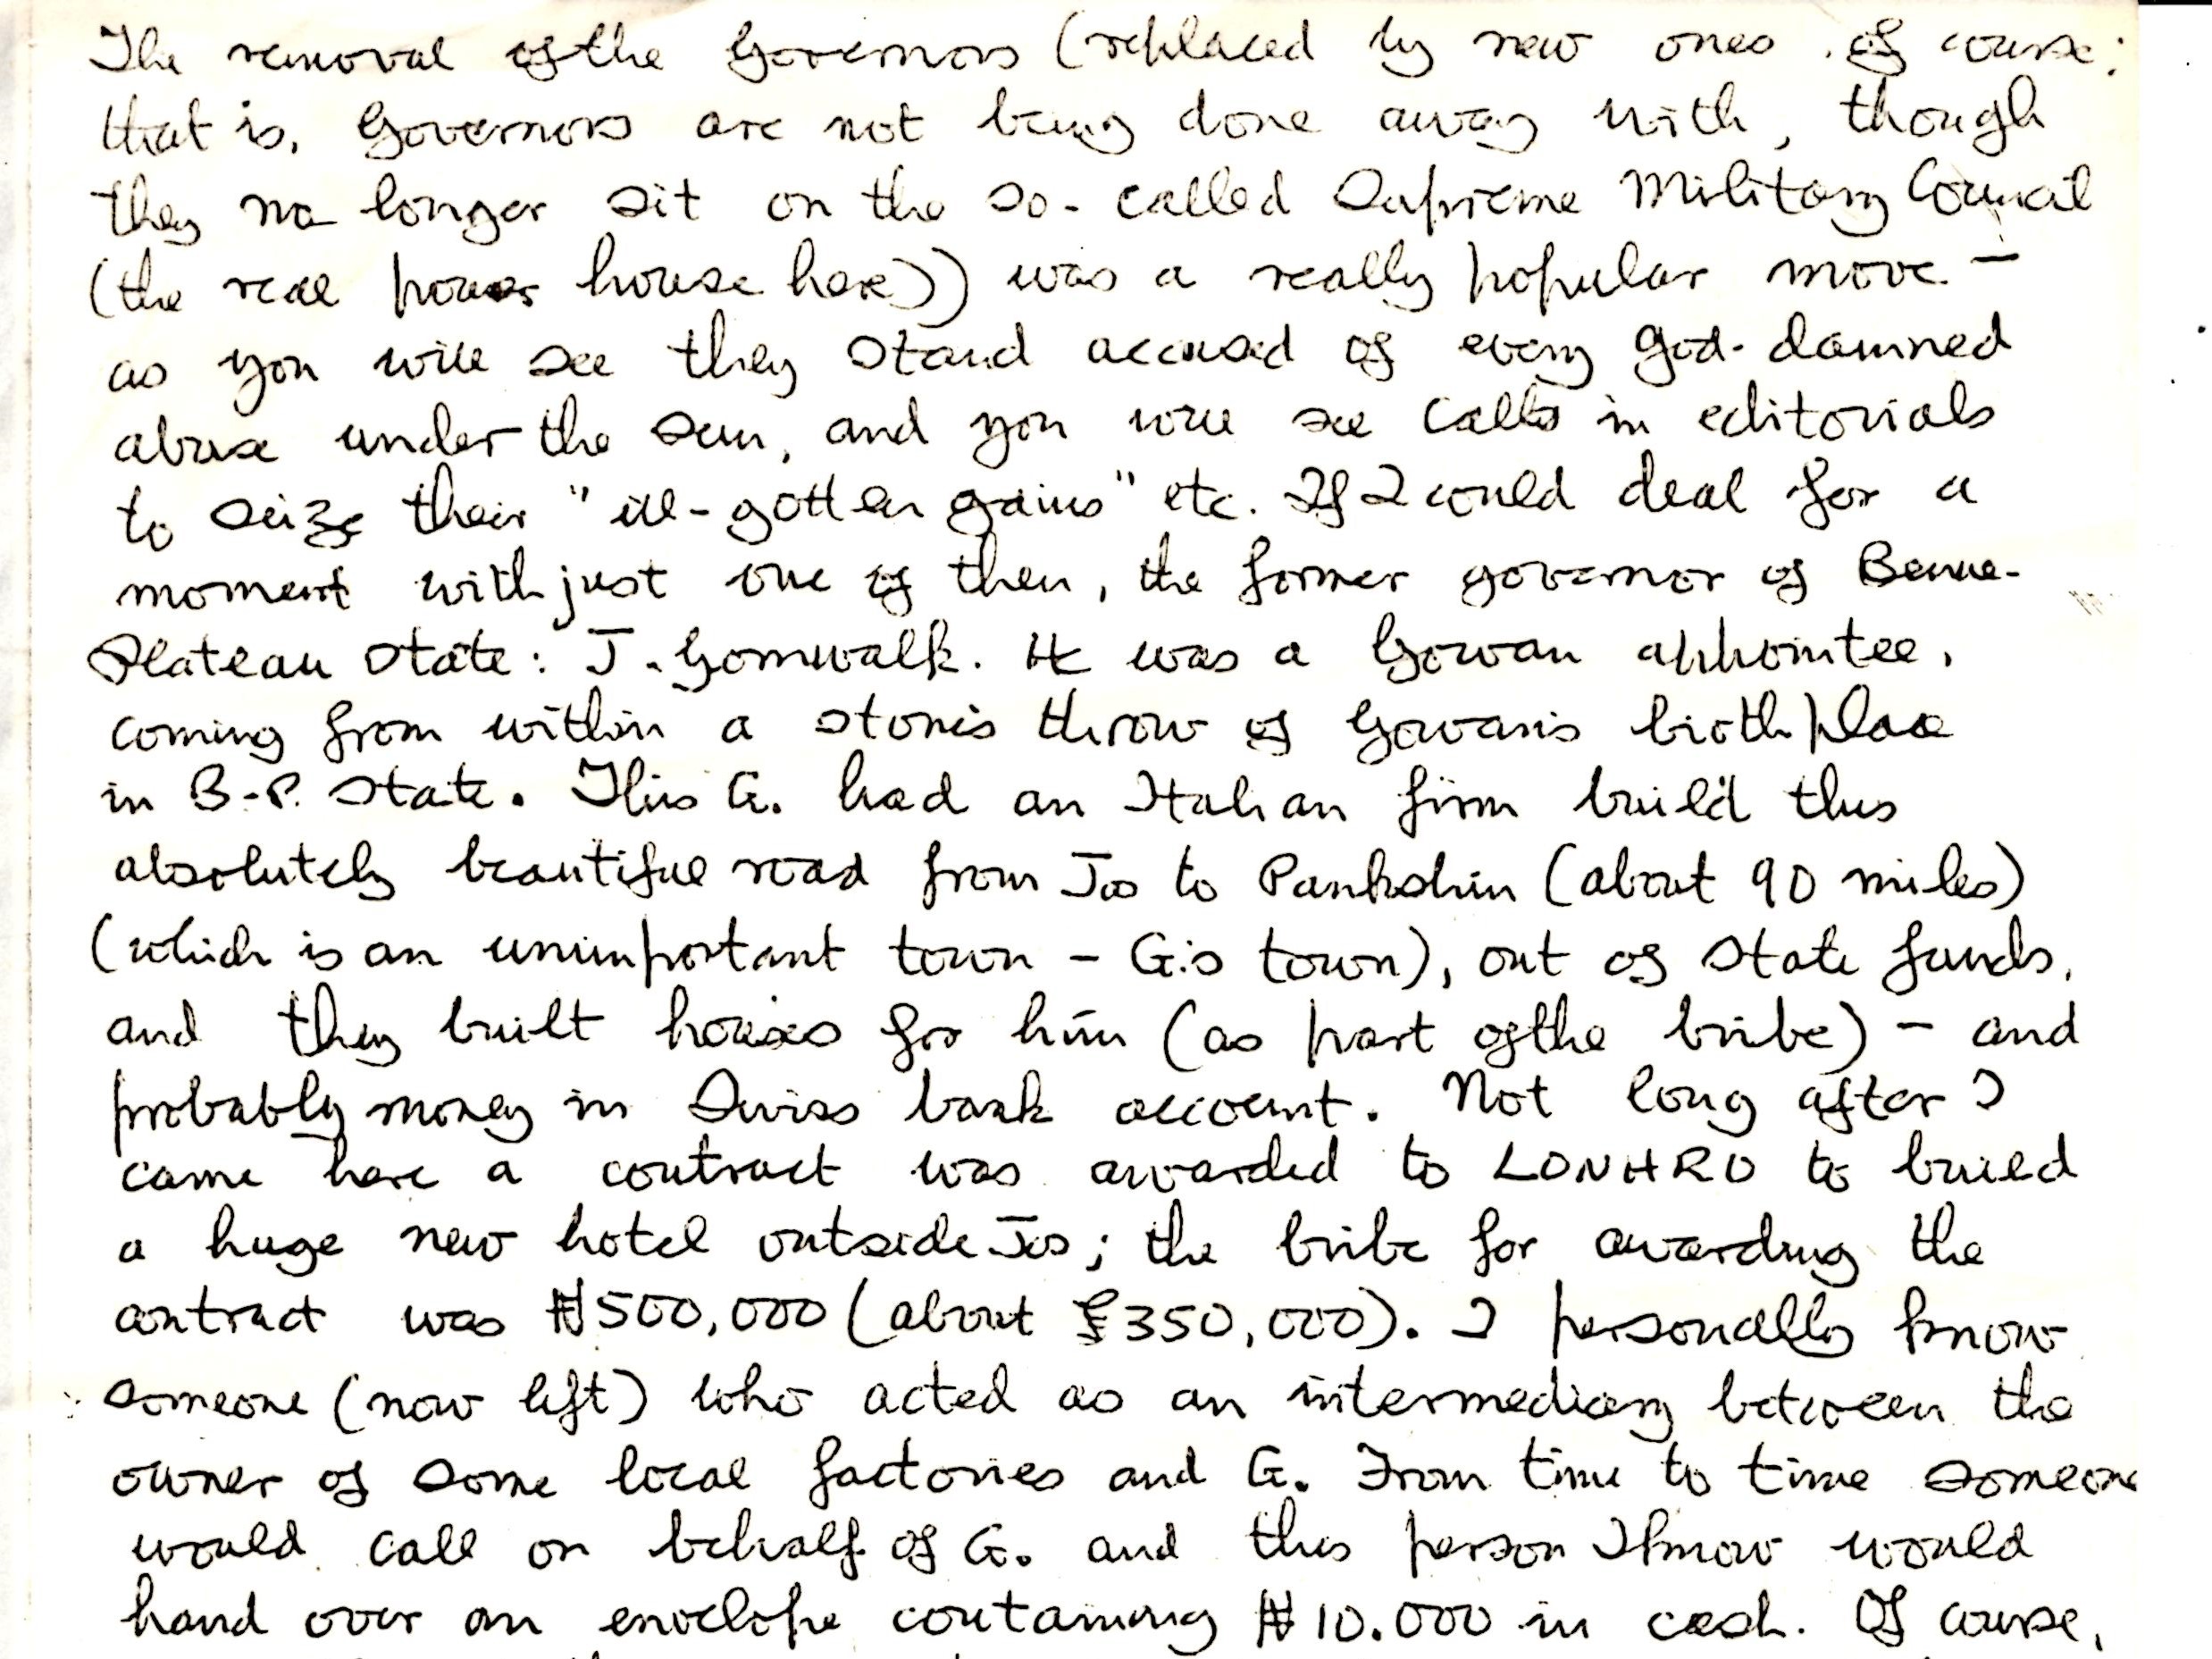 The removal of the Governors (replaced by new ones, of course;
that is, Governors are not being done away with, though
they no longer sit on the so-called Supreme Military Council
(the real power house here)) was a really popular move -
as you will see they stand accused of every god-damned
abuse under the sun, and you will see calls in editorials
to seize their "ill-gotten gains" etc. If I could deal for a
moment with just one of them, the former governor of Benue-
Plateau State: J. Gomwalk. He was a Gowan appointee,
coming from within a stone's throw of Gowan's birthplace
in B-P. State. This G. had an Italian firm build this
absolutely beautiful road from Jos to Pankshin (about 90 miles)
(which is an unimportant town - G.'s town), out of State funds,
and they built houses for him (as part of the bribe) - and
probably money in Swiss bank account. Not long after I
came here a contract was awarded to LONHRO to build
a huge new hotel outside Jos; the bribe for awarding the
contract was ₦500,000 (about £350,000). I personally know
someone (now left) who acted as an intermediary between the
owner of some local factories and G. From time to time someone
would call on behalf of G. and this person I know would
hand over an envelope containing ₦10.000 in cash. Of course,